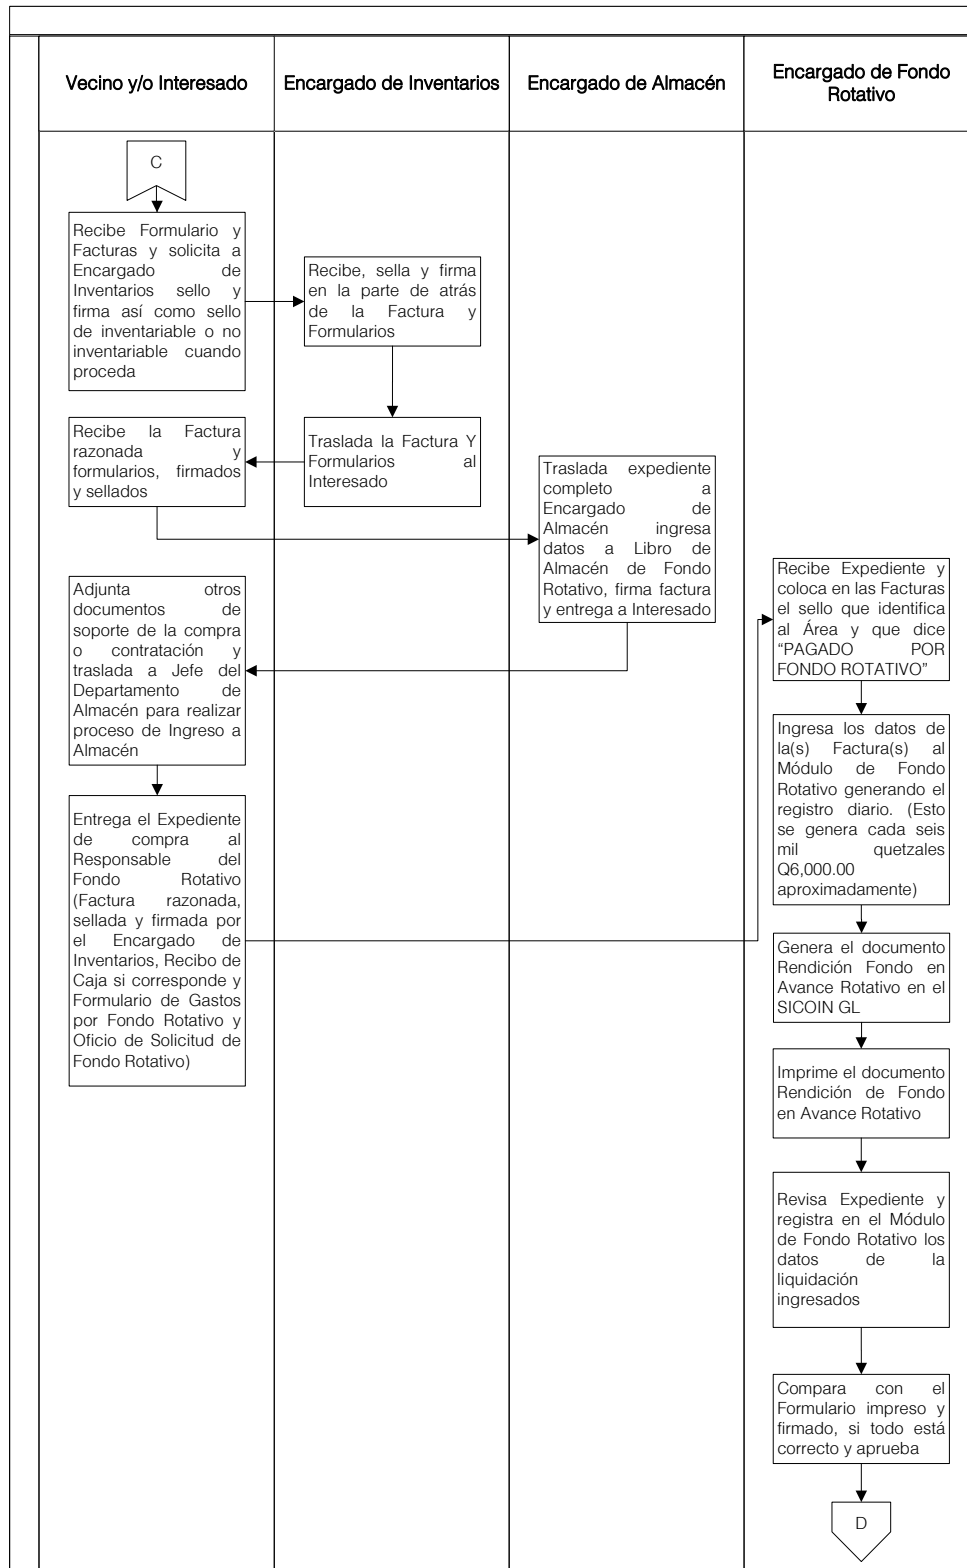 Vecino y/o Interesado
Encargado de Inventarios
Encargado de Almacén
Encargado de Fondo
Rotativo
C
Recibe Formulario y
Facturas y solicita a
Encargado de
Inventarios sello y
firma así como sello
de inventariable o no
inventariable cuando
proceda
Recibe, sella y firma
en la parte de atrás
de la Factura y
Formularios
Traslada la Factura Y
Formularios al
Interesado
Recibe la Factura
razonada y
formularios, firmados
y sellados
Traslada expediente
completo a
Encargado de
Almacén ingresa
datos a Libro de
Almacén de Fondo
Rotativo, firma factura
y entrega a Interesado
Adjunta otros
documentos de
soporte de la compra
o contratación y
traslada a Jefe del
Departamento de
Almacén para realizar
proceso de Ingreso a
Almacén
Entrega el Expediente
de compra al
Responsable del
Fondo Rotativo
(Factura razonada,
sellada y firmada por
el Encargado de
Inventarios, Recibo de
Caja si corresponde y
Formulario de Gastos
por Fondo Rotativo y
Oficio de Solicitud de
Fondo Rotativo)
Recibe Expediente y
coloca en las Facturas
el sello que identifica
al Área y que dice
“PAGADO POR
FONDO ROTATIVO”
Ingresa los datos de
la(s) Factura(s) al
Módulo de Fondo
Rotativo generando el
registro diario. (Esto
se genera cada seis
mil quetzales
Q6,000.00
aproximadamente)
Genera el documento
Rendición Fondo en
Avance Rotativo en el
SICOIN GL
Imprime el documento
Rendición de Fondo
en Avance Rotativo
Revisa Expediente y
registra en el Módulo
de Fondo Rotativo los
datos de la
liquidación
ingresados
Compara con el
Formulario impreso y
firmado, si todo está
correcto y aprueba
D